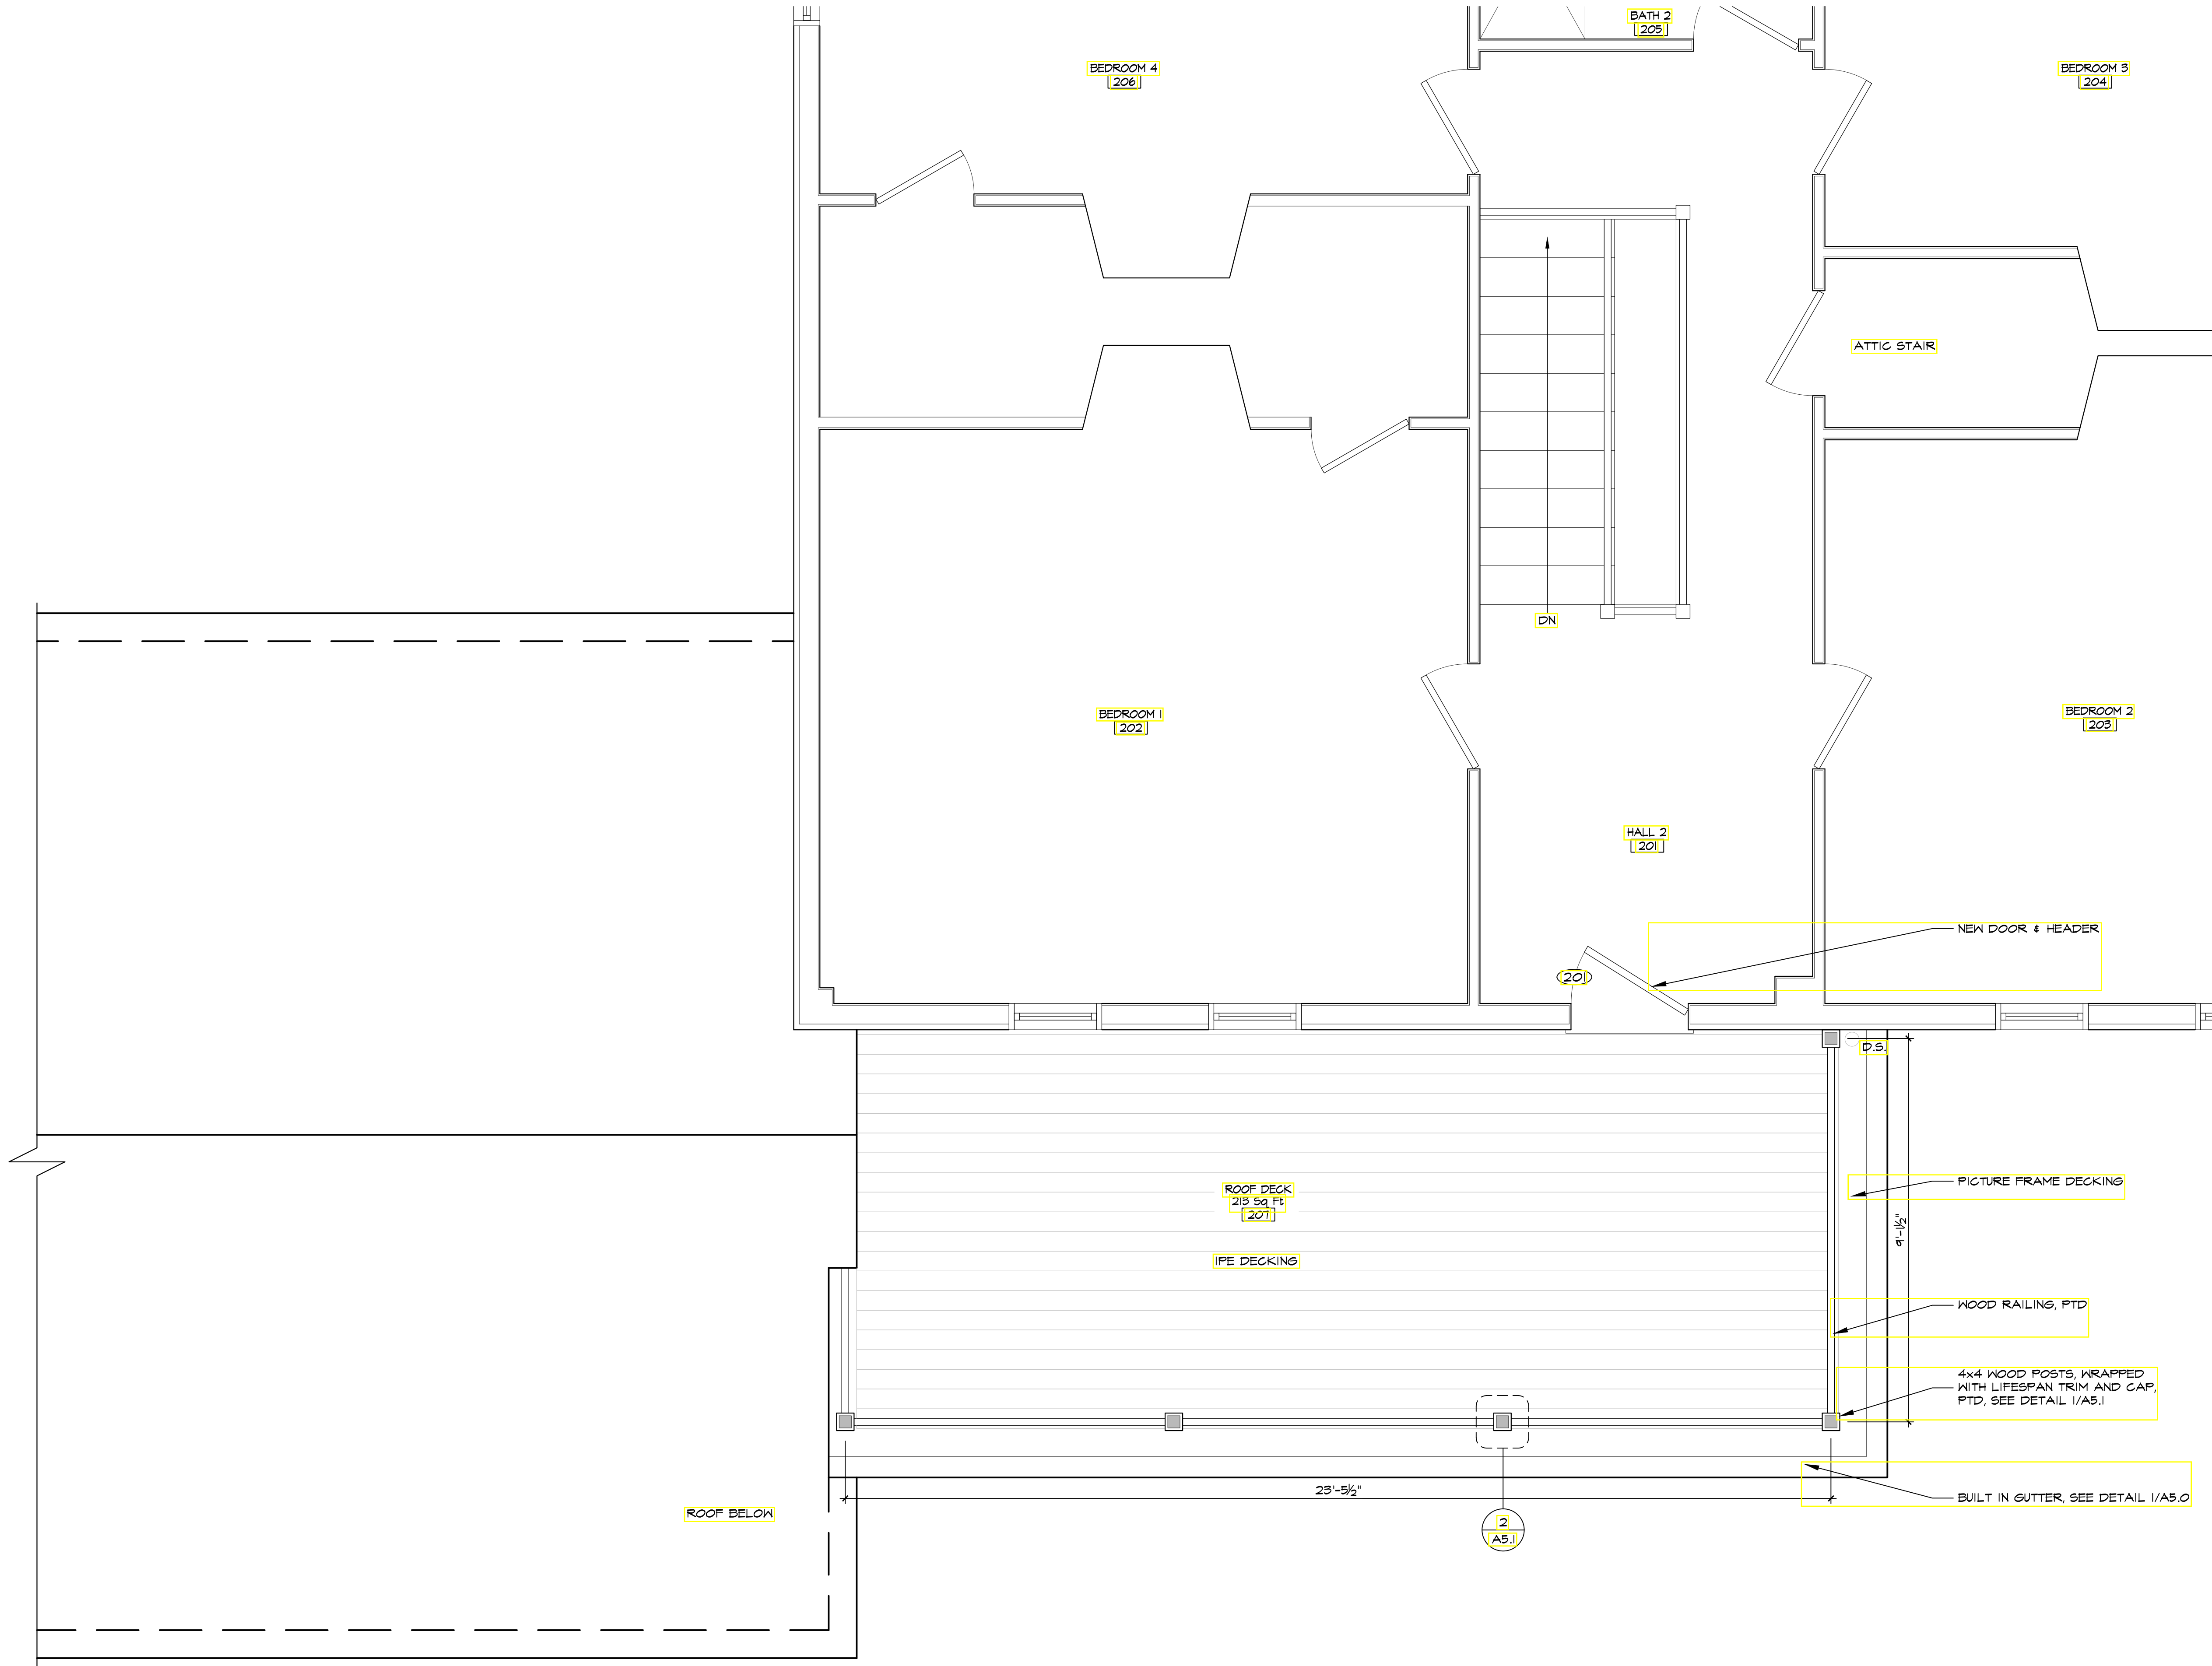 BATH 2
205
BEDROOM 4
206
BEDROOM 3
204
ATTIC STAIR
DN
BEDROOM 1
202
BEDROOM 2
203
HALL 2
201
NEW DOOR & HEADER
201
D.S.
ROOF DECK
213 Sq Ft
207
IPE DECKING
PICTURE FRAME DECKING
9'-1½"
WOOD RAILING, PTD
4x4 WOOD POSTS, WRAPPED
WITH LIFESPAN TRIM AND CAP,
PTD, SEE DETAIL 1/A5.1
23'-5½"
BUILT IN GUTTER, SEE DETAIL 1/A5.0
ROOF BELOW
2
A5.1